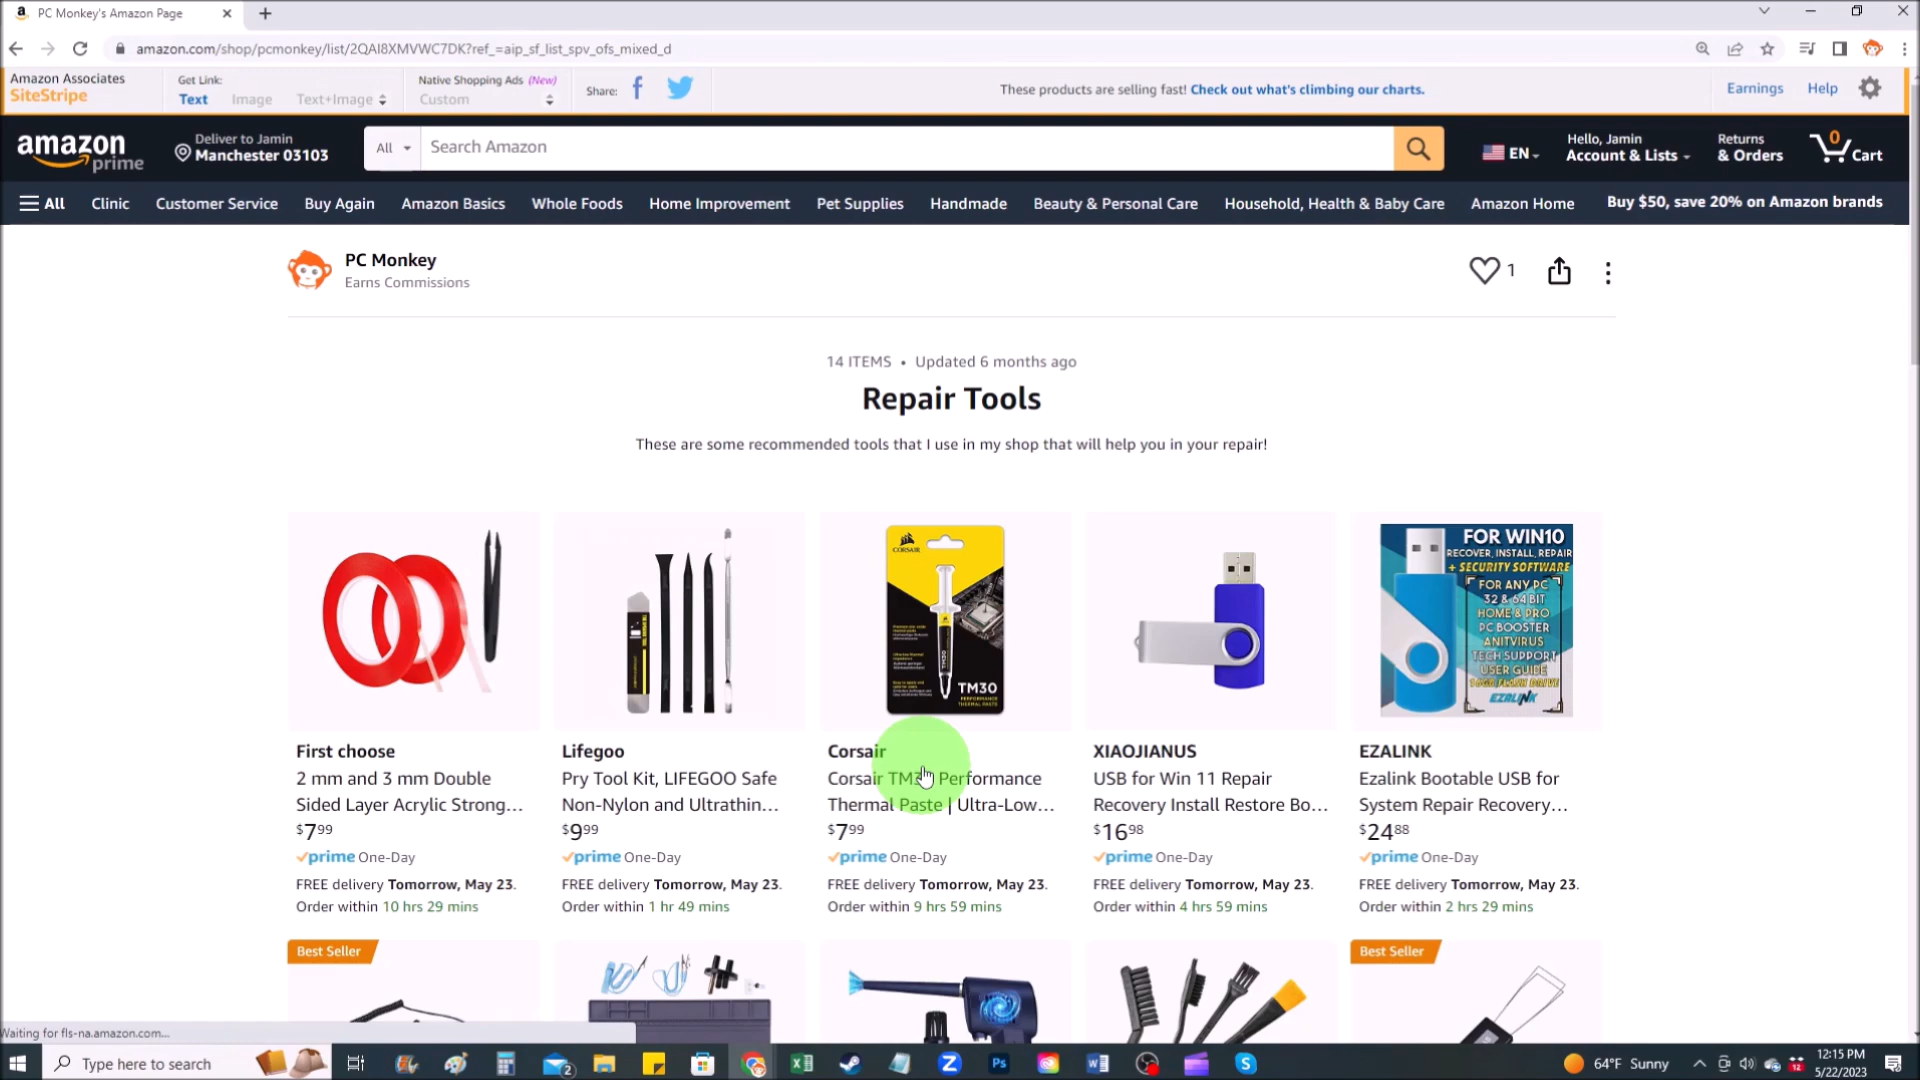 PC Monkey's Amazon Page
amazon.com/shop/pcmonkey/list/2QAI8XMVWC7DK?ref_=aip_sf_list_spv_ofs_mixed_d
Amazon Associates
SiteStripe
Get Link:
Text Image Text+Image
Native Shopping Ads (New)
Custom
Share:
These products are selling fast! Check out what's climbing our charts.
Earnings Help
amazon prime
Deliver to Jamin
Manchester 03103
All
Search Amazon
EN
Hello, Jamin
Account & Lists
Returns
& Orders
0
Cart
All Clinic Customer Service Buy Again Amazon Basics Whole Foods Home Improvement Pet Supplies Handmade Beauty & Personal Care Household, Health & Baby Care Amazon Home Buy $50, save 20% on Amazon brands
PC Monkey
Earns Commissions
1
14 ITEMS • Updated 6 months ago
Repair Tools
These are some recommended tools that I use in my shop that will help you in your repair!
CORSAIR
TM30
PERFORMANCE
THERMAL PASTE
FOR WIN10
RECOVER, INSTALL, REPAIR
+ SECURITY SOFTWARE
FOR ANY PC
32 & 64 BIT
HOME & PRO
PC BOOSTER
ANITVIRUS
TECH SUPPORT
USER GUIDE
EZALINK
First choose
2 mm and 3 mm Double
Sided Layer Acrylic Strong...
$7.99
prime One-Day
FREE delivery Tomorrow, May 23.
Order within 10 hrs 29 mins
Lifegoo
Pry Tool Kit, LIFEGOO Safe
Non-Nylon and Ultrathin...
$9.99
prime One-Day
FREE delivery Tomorrow, May 23.
Order within 1 hr 49 mins
Corsair
Corsair TM30 Performance
Thermal Paste | Ultra-Low...
$7.99
prime One-Day
FREE delivery Tomorrow, May 23.
Order within 9 hrs 59 mins
XIAOJIANUS
USB for Win 11 Repair
Recovery Install Restore Bo...
$16.98
prime One-Day
FREE delivery Tomorrow, May 23.
Order within 4 hrs 59 mins
EZALINK
Ezalink Bootable USB for
System Repair Recovery...
$24.88
prime One-Day
FREE delivery Tomorrow, May 23.
Order within 2 hrs 29 mins
Best Seller
Best Seller
Waiting for fls-na.amazon.com...
Type here to search
64°F Sunny
12:15 PM
5/22/2023